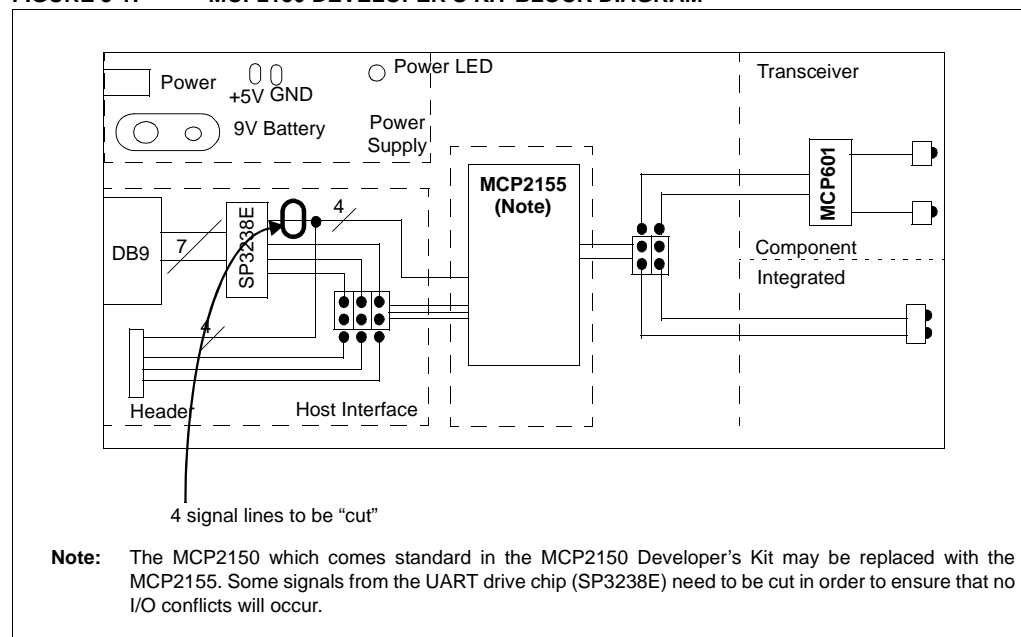 Power
+5V GND
Power LED
9V Battery
Power
Supply
Transceiver
MCP2155
(Note)
MCP601
DB9
7
SP3238E
4
Component
Integrated
4
Header
Host Interface
4 signal lines to be “cut”
Note: The MCP2150 which comes standard in the MCP2150 Developer’s Kit may be replaced with the
MCP2155. Some signals from the UART drive chip (SP3238E) need to be cut in order to ensure that no
I/O conflicts will occur.